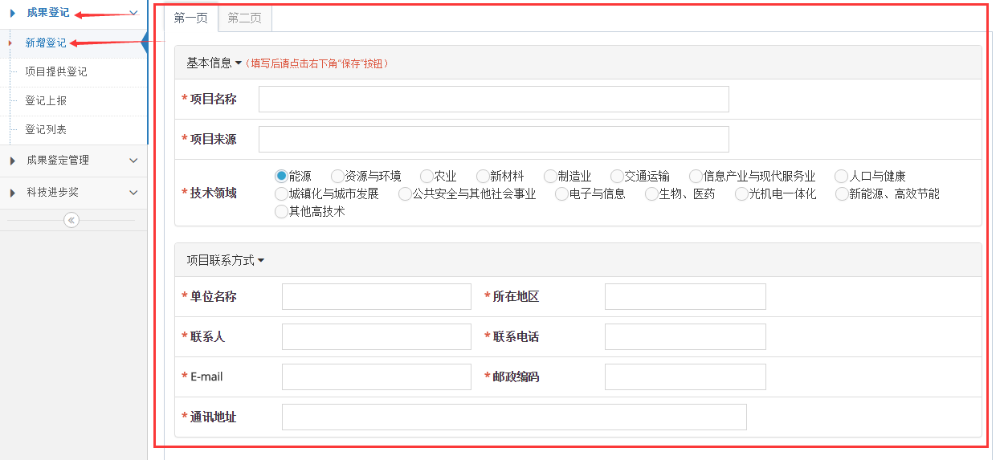 成果登记
新增登记
项目提供登记
登记上报
登记列表
成果鉴定管理
科技进步奖
第一页 第二页
基本信息 (填写后请点击右下角“保存”按钮)
* 项目名称
* 项目来源
* 技术领域
能源 资源与环境 农业 新材料 制造业 交通运输 信息产业与现代服务业 人口与健康
城镇化与城市发展 公共安全与其他社会事业 电子与信息 生物、医药 光机电一体化 新能源、高效节能
其他高技术
项目联系方式
* 单位名称 * 所在地区
* 联系人 * 联系电话
* E-mail * 邮政编码
* 通讯地址